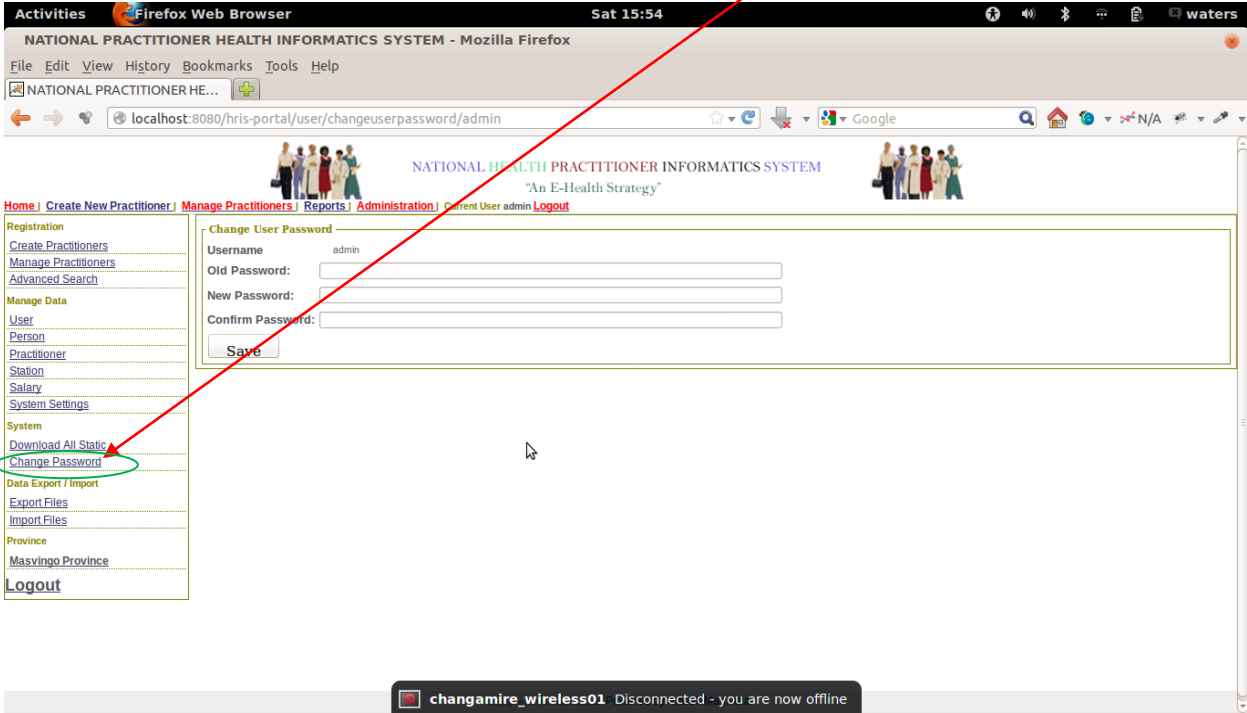 Activities Firefox Web Browser Sat 15:54 waters
NATIONAL PRACTITIONER HEALTH INFORMATICS SYSTEM - Mozilla Firefox
File Edit View History Bookmarks Tools Help
NATIONAL PRACTITIONER HE...
localhost:8080/hris-portal/user/changeuserpassword/admin Google N/A
NATIONAL HEALTH PRACTITIONER INFORMATICS SYSTEM
"An E-Health Strategy"
Home | Create New Practitioner | Manage Practitioners | Reports | Administration | Current User admin Logout
Registration
Create Practitioners
Manage Practitioners
Advanced Search
Manage Data
User
Person
Practitioner
Station
Salary
System Settings
System
Download All Static
Change Password
Data Export / Import
Export Files
Import Files
Province
Masvingo Province
Logout
Change User Password
Username admin
Old Password:
New Password:
Confirm Password:
Save
changamire_wireless01 Disconnected - you are now offline